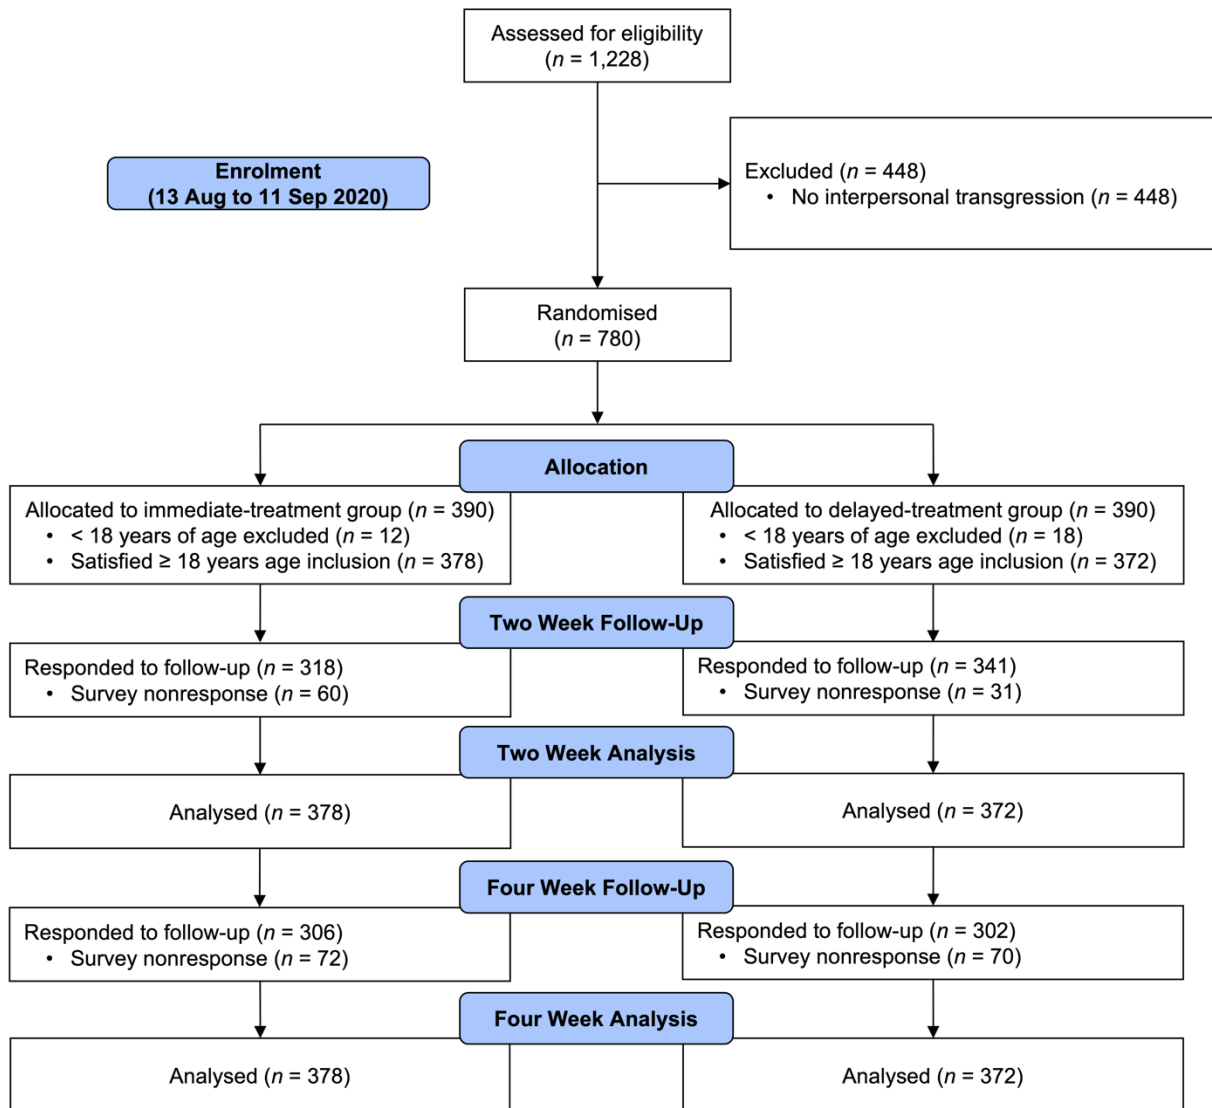 Assessed for eligibility
(n = 1,228)
Enrolment
(13 Aug to 11 Sep 2020)
Excluded (n = 448)
• No interpersonal transgression (n = 448)
Randomised
(n = 780)
Allocation
Allocated to immediate-treatment group (n = 390)
• < 18 years of age excluded (n = 12)
• Satisfied ≥ 18 years age inclusion (n = 378)
Allocated to delayed-treatment group (n = 390)
• < 18 years of age excluded (n = 18)
• Satisfied ≥ 18 years age inclusion (n = 372)
Two Week Follow-Up
Responded to follow-up (n = 318)
• Survey nonresponse (n = 60)
Responded to follow-up (n = 341)
• Survey nonresponse (n = 31)
Two Week Analysis
Analysed (n = 378)
Analysed (n = 372)
Four Week Follow-Up
Responded to follow-up (n = 306)
• Survey nonresponse (n = 72)
Responded to follow-up (n = 302)
• Survey nonresponse (n = 70)
Four Week Analysis
Analysed (n = 378)
Analysed (n = 372)